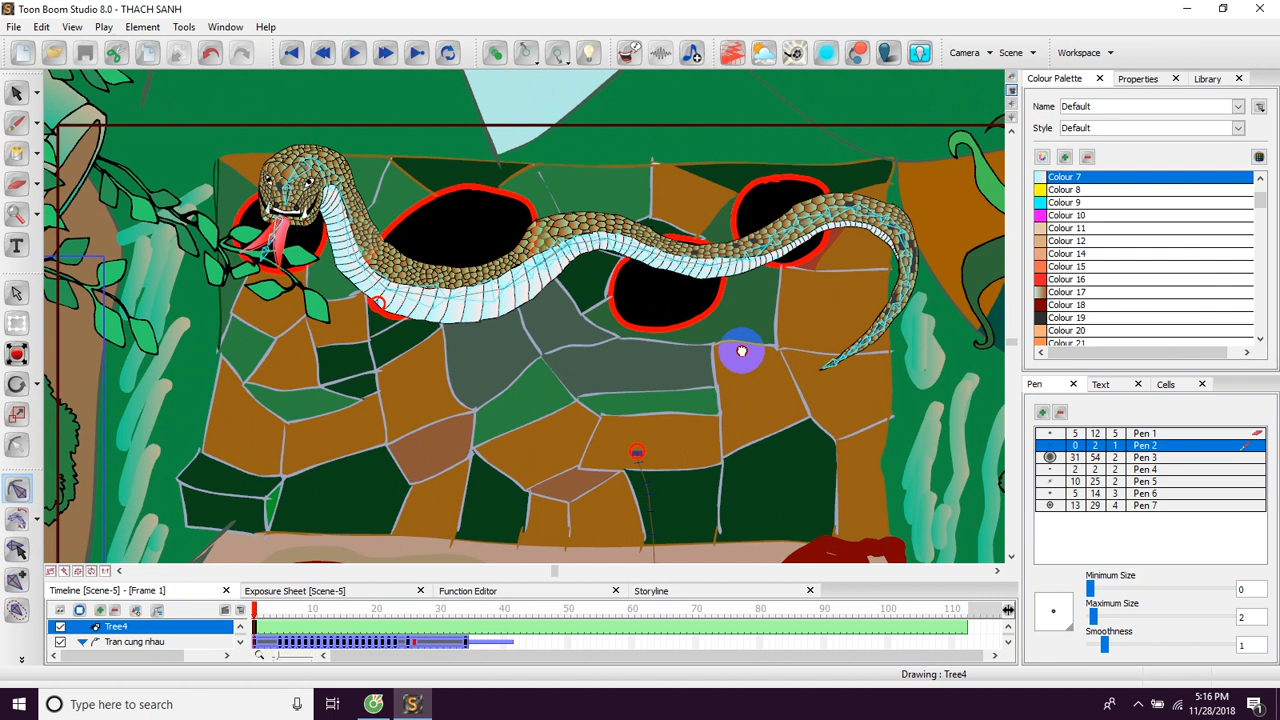 Toon Boom Studio 8.0 - THACH SANH
File Edit View Play Element Tools Window Help
Camera Scene Workspace
Colour Palette Properties Library
Name Default
Style Default
Colour 7
Colour 8
Colour 9
Colour 10
Colour 11
Colour 12
Colour 14
Colour 15
Colour 16
Colour 17
Colour 18
Colour 19
Colour 20
Colour 21
Pen Text Cells
5 12 5 Pen 1
0 2 1 Pen 2
31 54 2 Pen 3
2 2 2 Pen 4
10 25 2 Pen 5
5 14 3 Pen 6
13 29 4 Pen 7
Minimum Size
0
Maximum Size
2
Smoothness
1
Timeline [Scene-5] - [Frame 1] Exposure Sheet [Scene-5] Function Editor Storyline
10 20 30 40 50 60 70 80 90 100 110
Tree4
Tran cung nhau
Drawing : Tree4
Type here to search
5:16 PM
11/28/2018